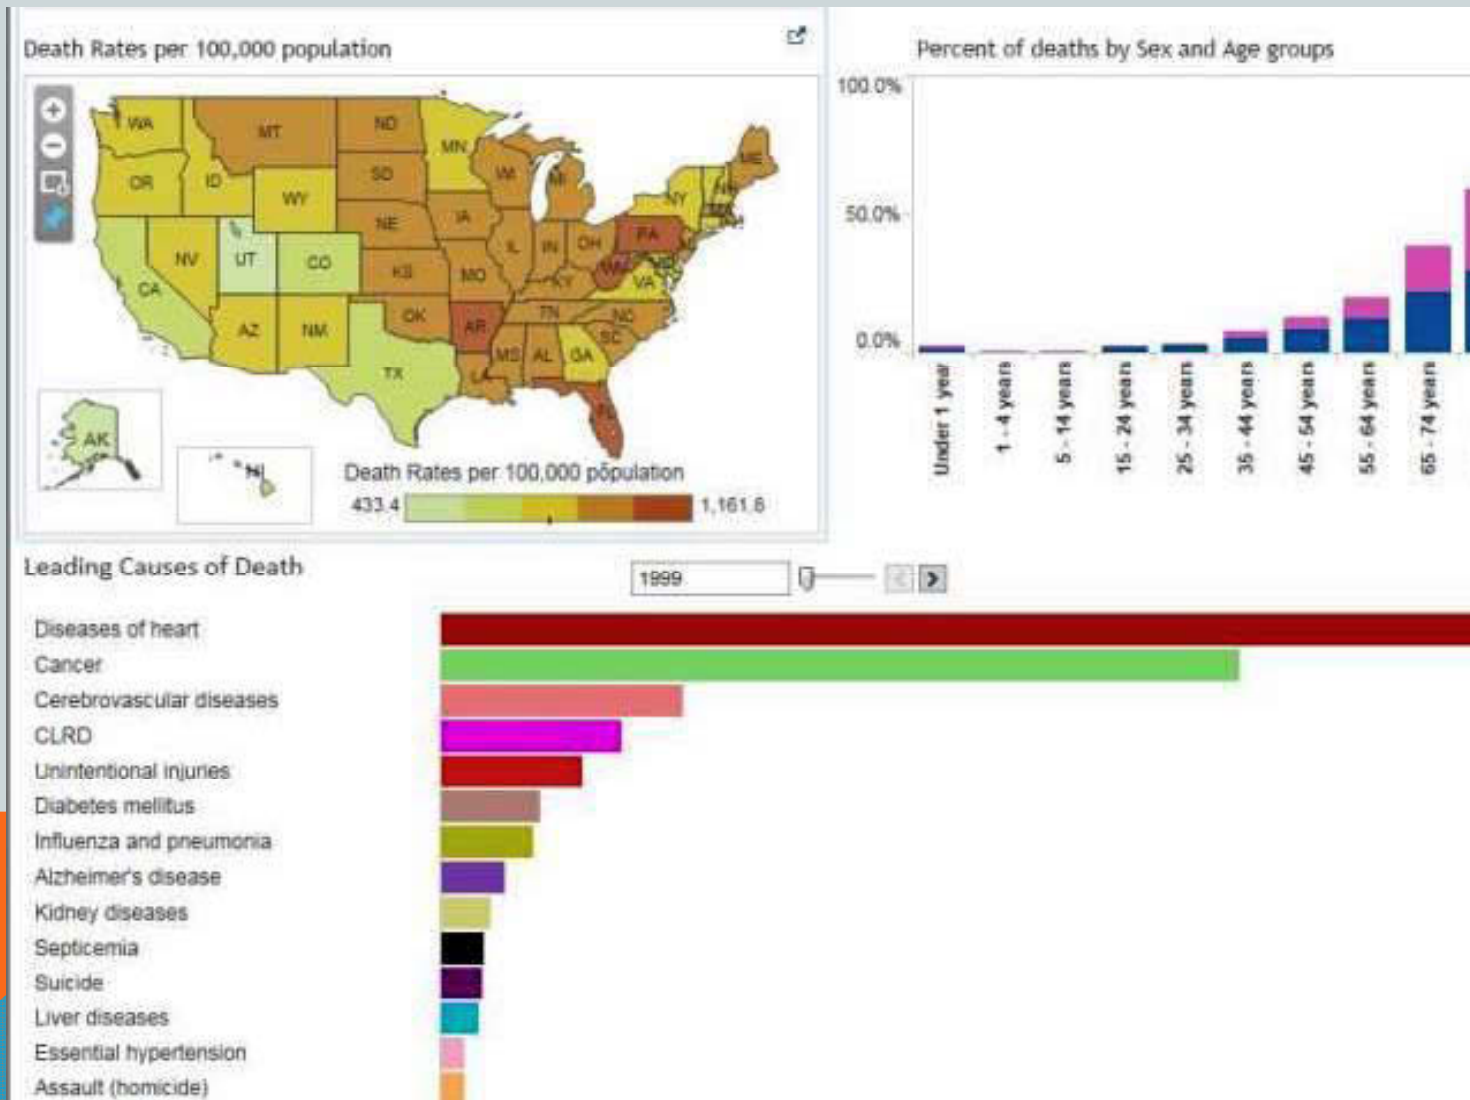 Death Rates per 100,000 population
WA
MT
ND
MN
OR
ID
SD
WI
MI
ME
WY
NY
NE
IA
PA
NV
UT
CO
IL
IN
OH
KS
MO
VA
CA
KY
AZ
NM
OK
AR
TN
NC
SC
MS
AL
GA
TX
LA
FL
AK
HI
Death Rates per 100,000 population
433.4
1,161.6
Percent of deaths by Sex and Age groups
100.0%
50.0%
0.0%
Under 1 year
1 - 4 years
5 - 14 years
15 - 24 years
25 - 34 years
35 - 44 years
45 - 54 years
55 - 64 years
65 - 74 years
Leading Causes of Death
1999
Diseases of heart
Cancer
Cerebrovascular diseases
CLRD
Unintentional injuries
Diabetes mellitus
Influenza and pneumonia
Alzheimer's disease
Kidney diseases
Septicemia
Suicide
Liver diseases
Essential hypertension
Assault (homicide)